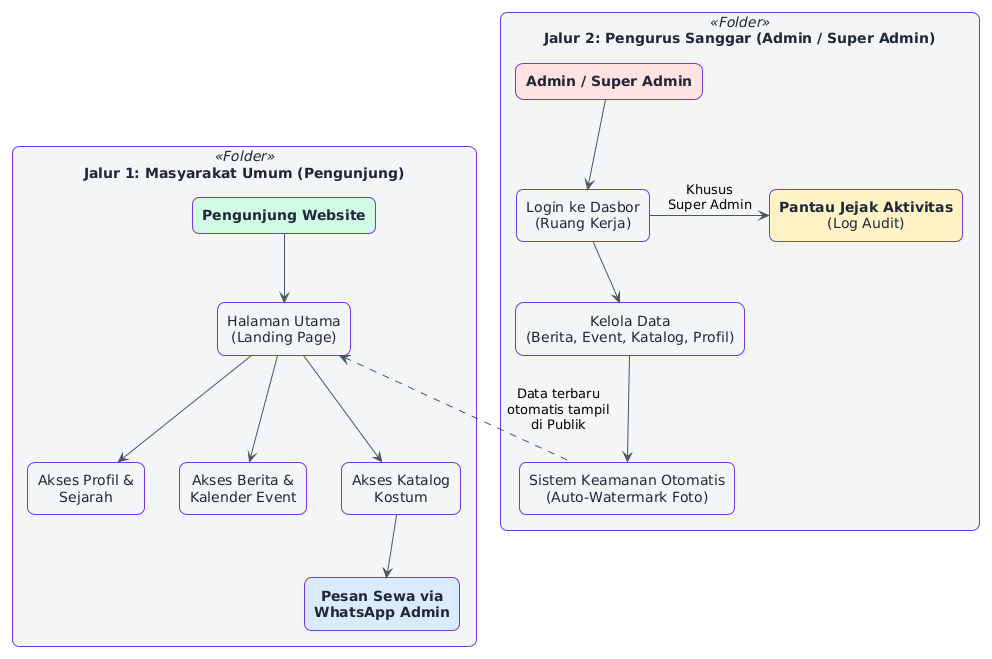 «Folder»
Jalur 1: Masyarakat Umum (Pengunjung)
Pengunjung Website
Halaman Utama
(Landing Page)
Akses Profil &
Sejarah
Akses Berita &
Kalender Event
Akses Katalog
Kostum
Pesan Sewa via
WhatsApp Admin
«Folder»
Jalur 2: Pengurus Sanggar (Admin / Super Admin)
Admin / Super Admin
Login ke Dasbor
(Ruang Kerja)
Khusus
Super Admin
Pantau Jejak Aktivitas
(Log Audit)
Kelola Data
(Berita, Event, Katalog, Profil)
Data terbaru
otomatis tampil
di Publik
Sistem Keamanan Otomatis
(Auto-Watermark Foto)